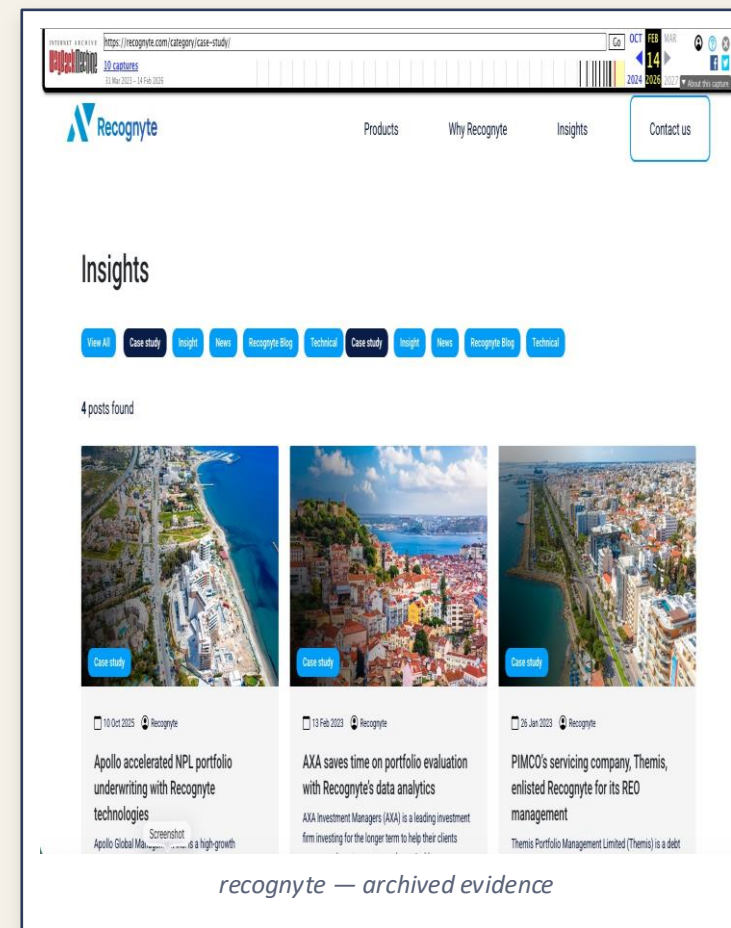 INTERNET ARCHIVE
WayBackMachine
https://recognyte.com/category/case-study/
Go
OCT FEB MAR
10 captures
14
31 Mar 2023 – 14 Feb 2026
2024 2026 2027
▼ About this capture
Recognyte
Products Why Recognyte Insights Contact us
Insights
View All Case study Insight News Recognyte Blog Technical Case study Insight News Recognyte Blog Technical
4 posts found
Case study
10 Oct 2025 Recognyte
Apollo accelerated NPL portfolio
underwriting with Recognyte
technologies
Apollo Global is a high-growth
Screenshot
Case study
13 Feb 2023 Recognyte
AXA saves time on portfolio evaluation
with Recognyte's data analytics
AXA Investment Managers (AXA) is a leading investment
firm investing for the longer term to help their clients
Case study
26 Jan 2023 Recognyte
PIMCO's servicing company, Themis,
enlisted Recognyte for its REO
management
Themis Portfolio Management Limited (Themis) is a debt
recognyte — archived evidence